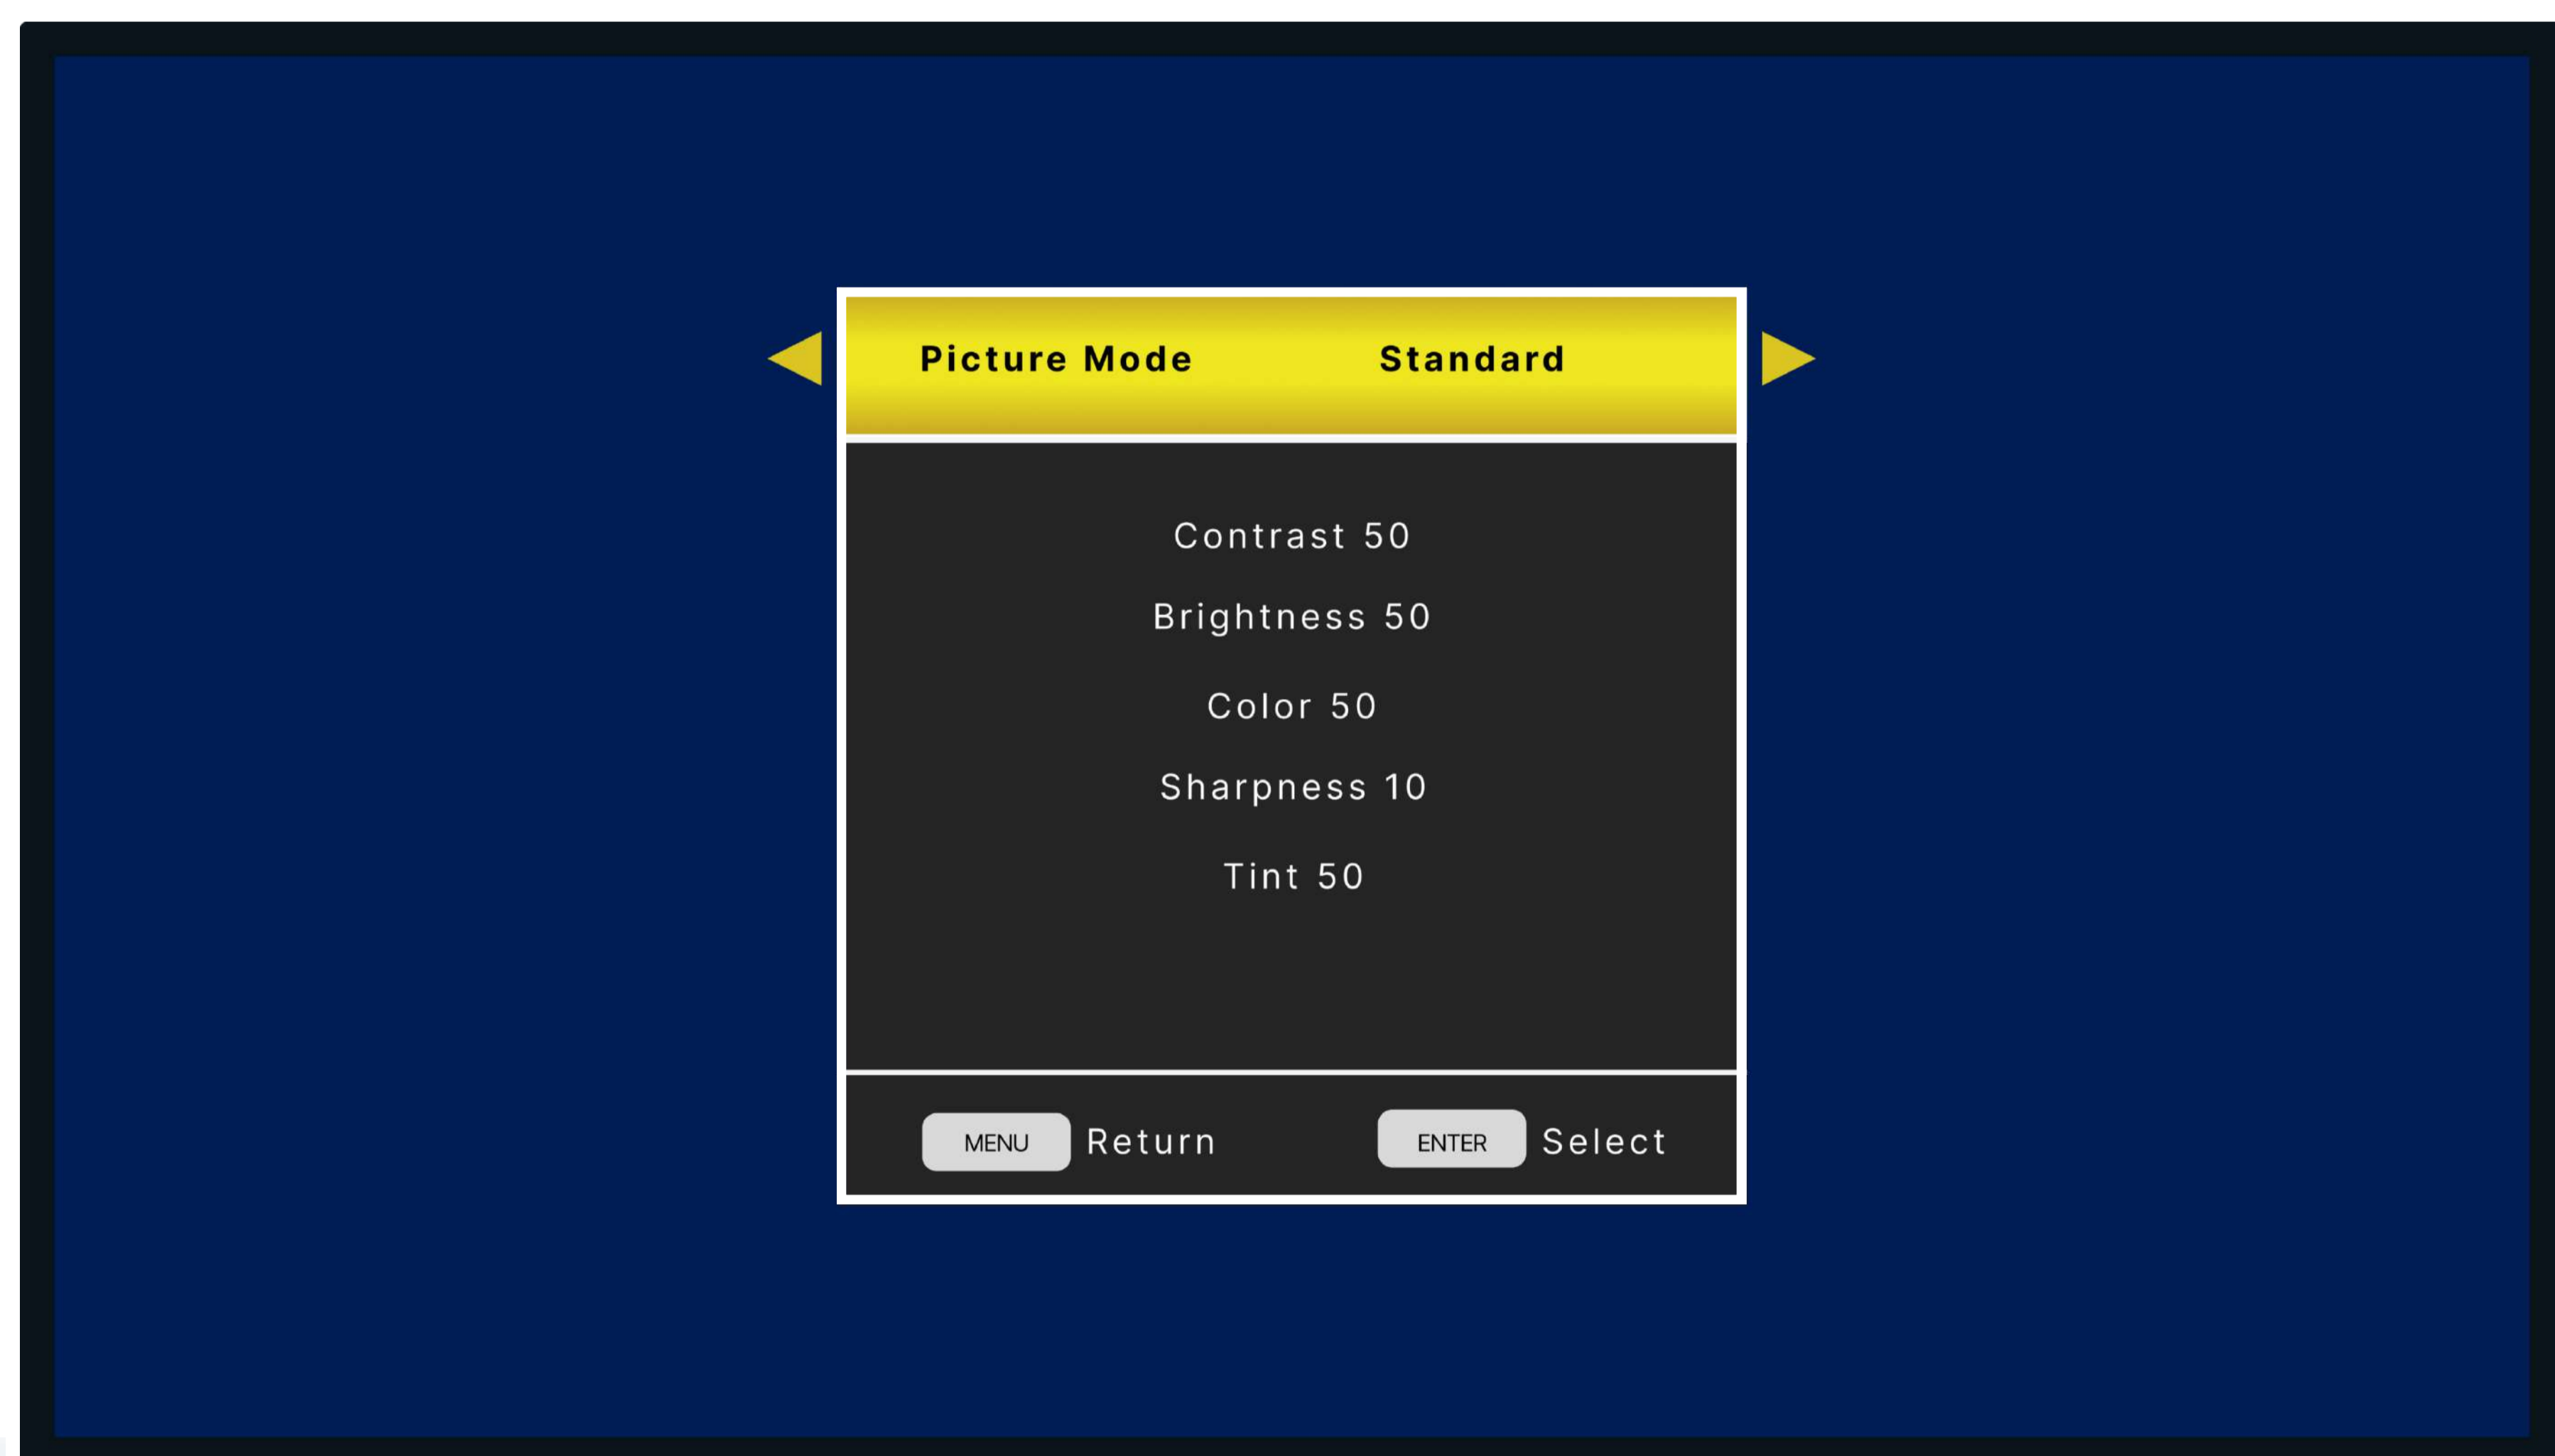 Picture Mode Standard
Contrast 50
Brightness 50
Color 50
Sharpness 10
Tint 50
MENU Return ENTER Select